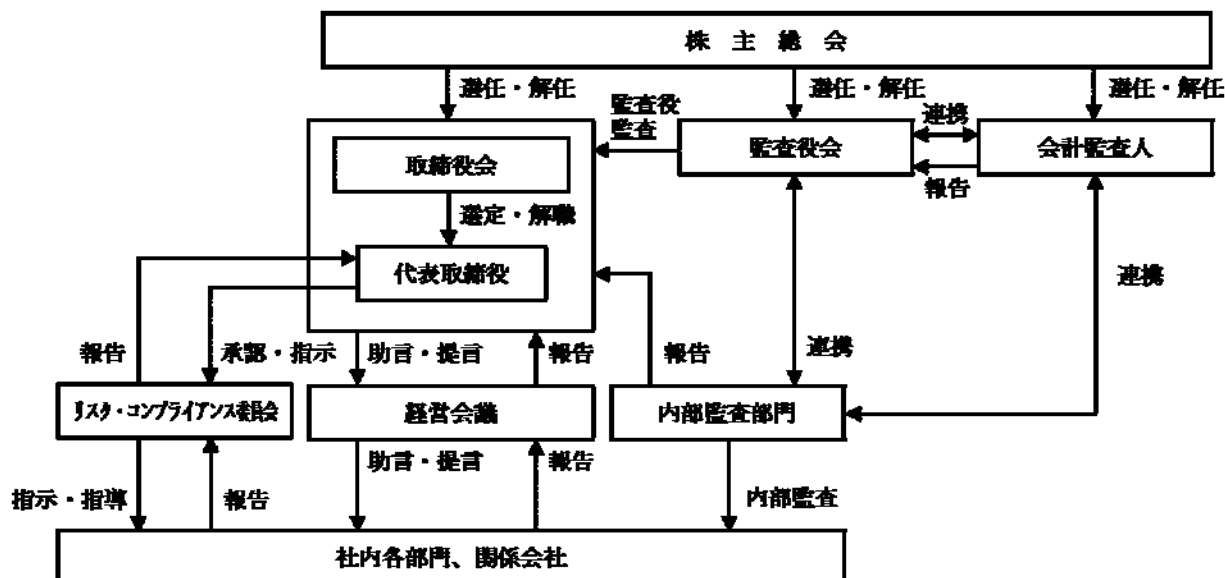 株 主 総 会
選任・解任
選任・解任
選任・解任
監査役
監査
連携
取締役会
監査役会
会計監査人
報告
選定・解職
代表取締役
連携
報告
承認・指示
助言・提言
報告
報告
連携
リスク・コンプライアンス委員会
経営会議
内部監査部門
助言・提言
報告
指示・指導
報告
内部監査
社内各部門、関係会社